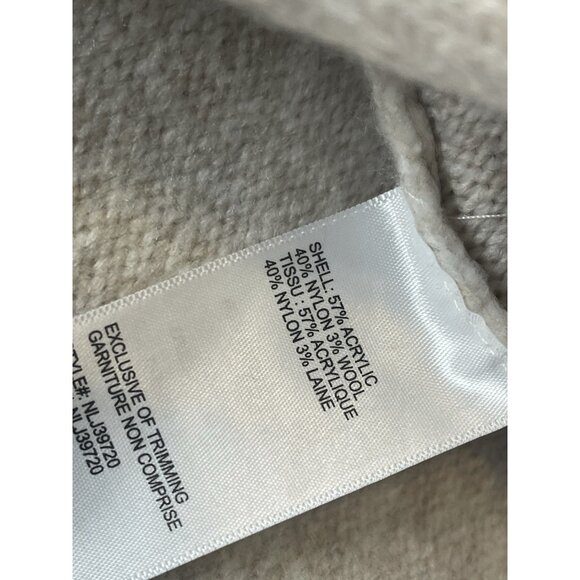 SHELL: 57% ACRYLIC
40% NYLON 3% WOOL
TISSU : 57% ACRYLIQUE
40% NYLON 3% LAINE
EXCLUSIVE OF TRIMMING
GARNITURE NON COMPRISE
TYLE#: NLJ39720
NLJ39720